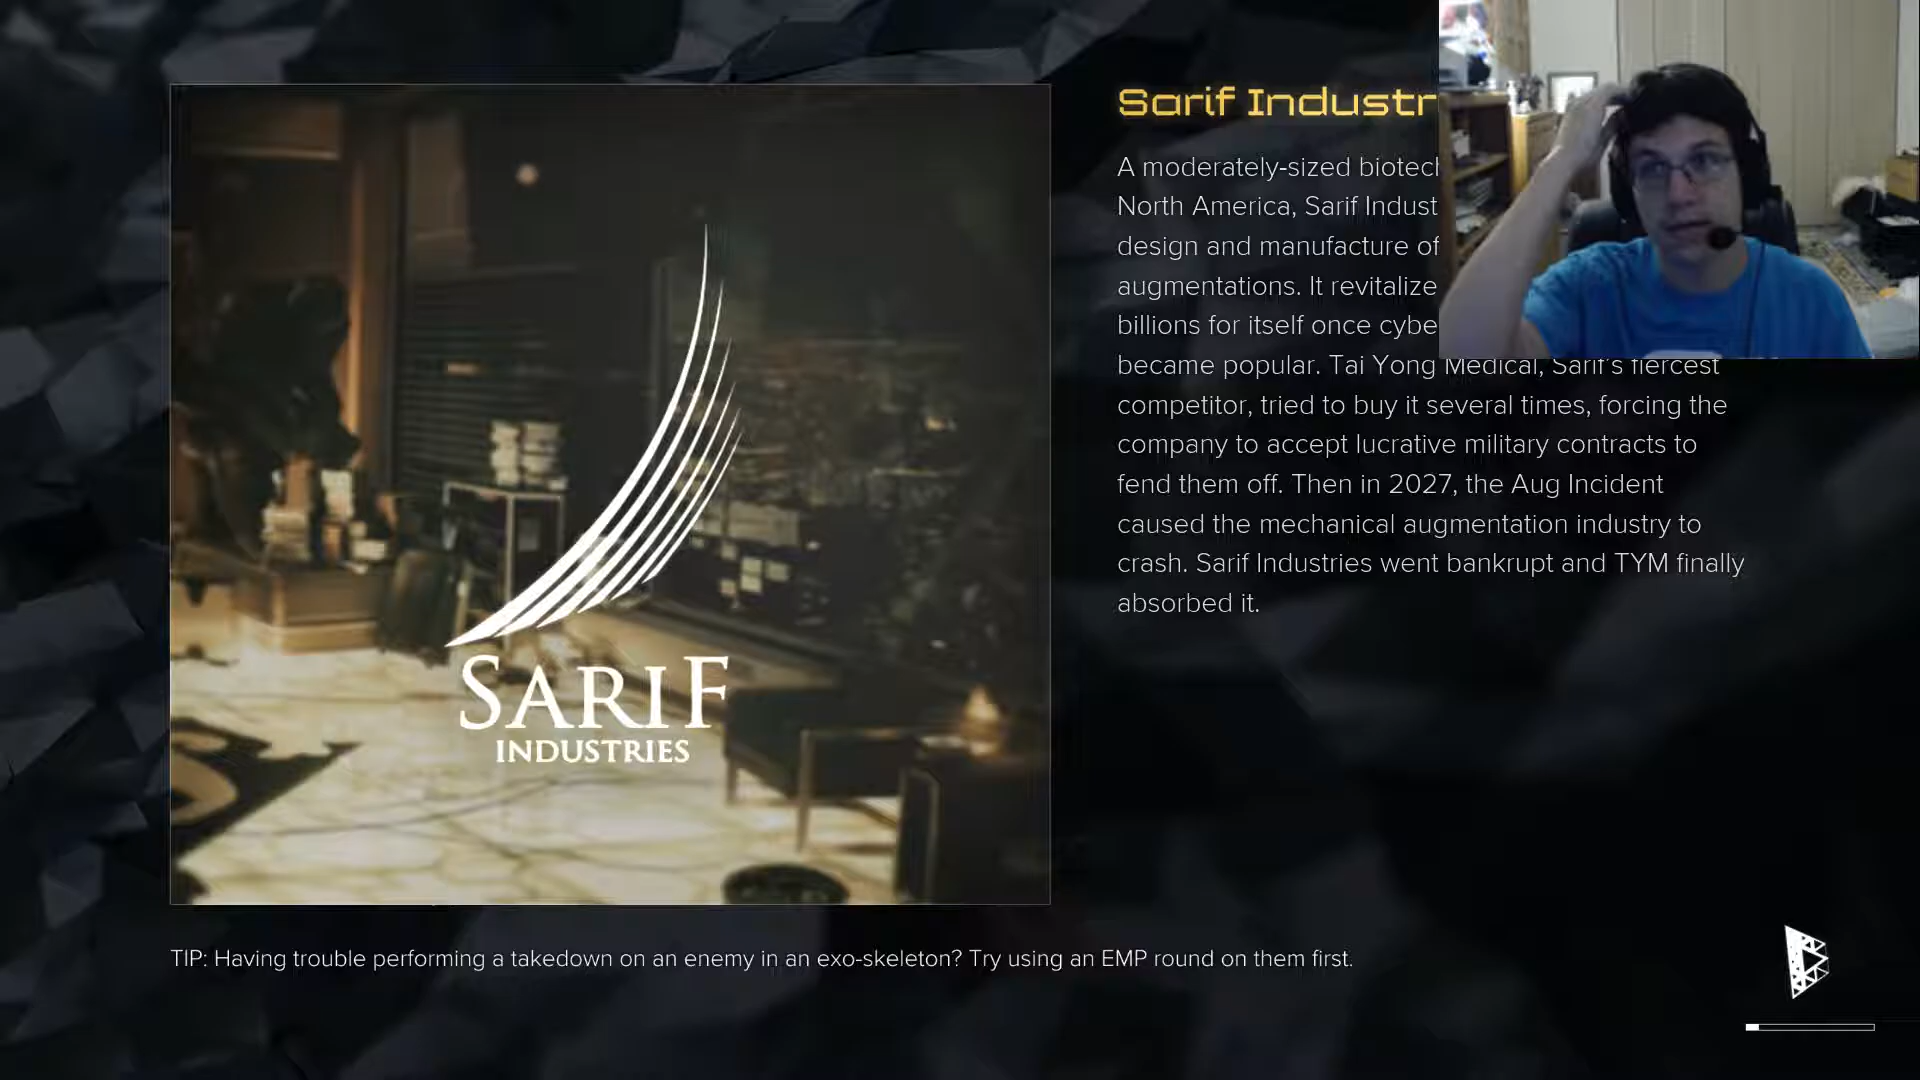 Sarif Industr
A moderately-sized biotech
North America, Sarif Indust
design and manufacture of
augmentations. It revitalize
billions for itself once cybe
became popular. Tai Yong Medical, Sarif's fiercest
competitor, tried to buy it several times, forcing the
company to accept lucrative military contracts to
fend them off. Then in 2027, the Aug Incident
caused the mechanical augmentation industry to
crash. Sarif Industries went bankrupt and TYM finally
absorbed it.
SARIF
INDUSTRIES
TIP: Having trouble performing a takedown on an enemy in an exo-skeleton? Try using an EMP round on them first.